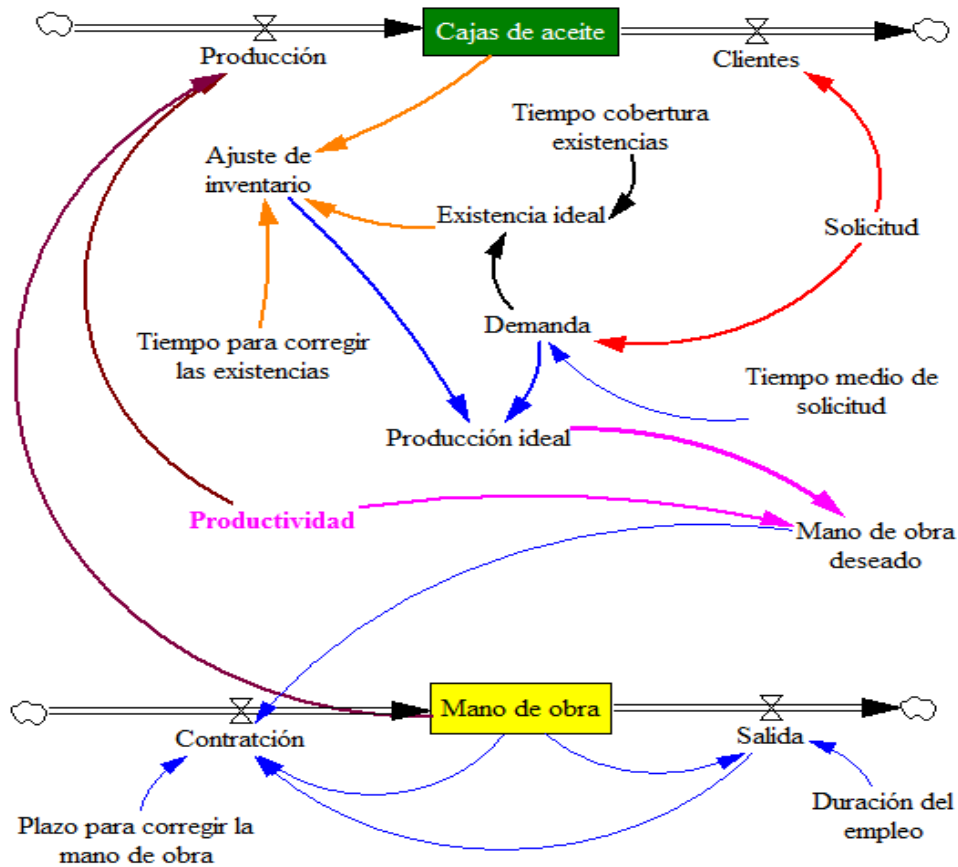 Cajas de aceite
Producción
Clientes
Tiempo cobertura
existencias
Ajuste de
inventario
Existencia ideal
Solicitud
Demanda
Tiempo para corregir
las existencias
Tiempo medio de
solicitud
Producción ideal
Productividad
Mano de obra
deseado
Mano de obra
Contratción
Salida
Duración del
empleo
Plazo para corregir la
mano de obra